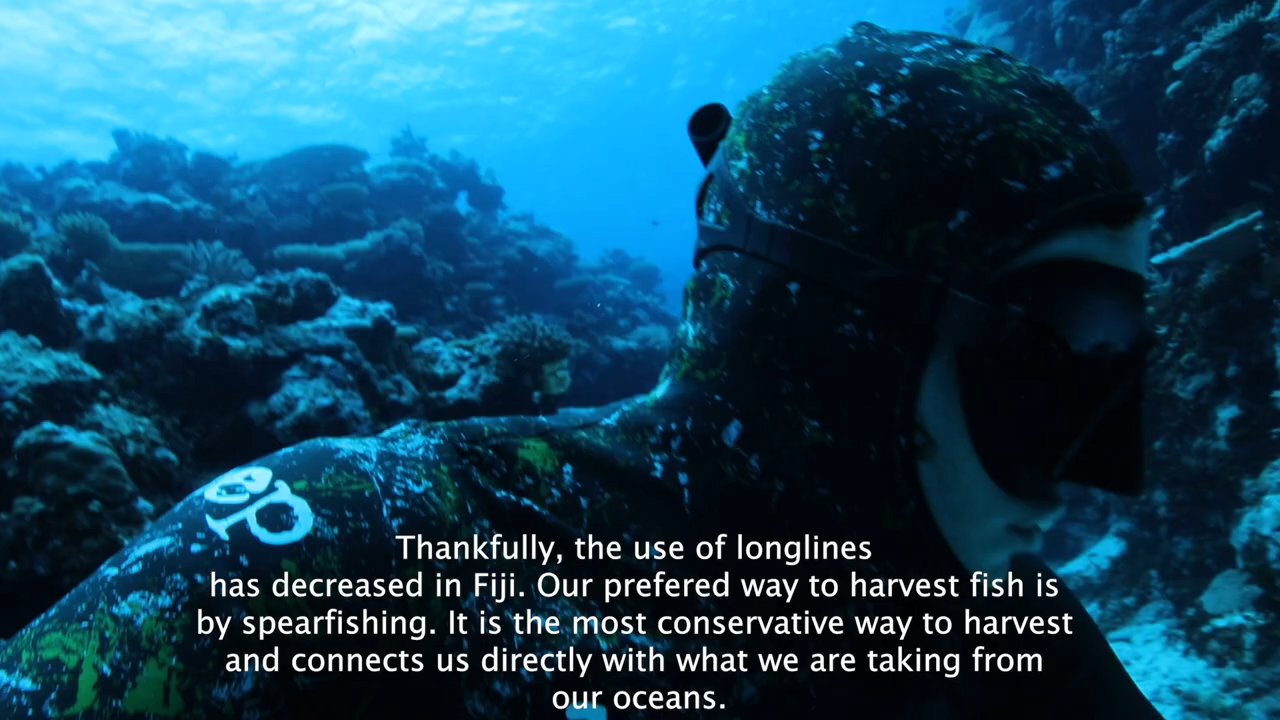 Thankfully, the use of longlines
has decreased in Fiji. Our prefered way to harvest fish is
by spearfishing. It is the most conservative way to harvest
and connects us directly with what we are taking from
our oceans.